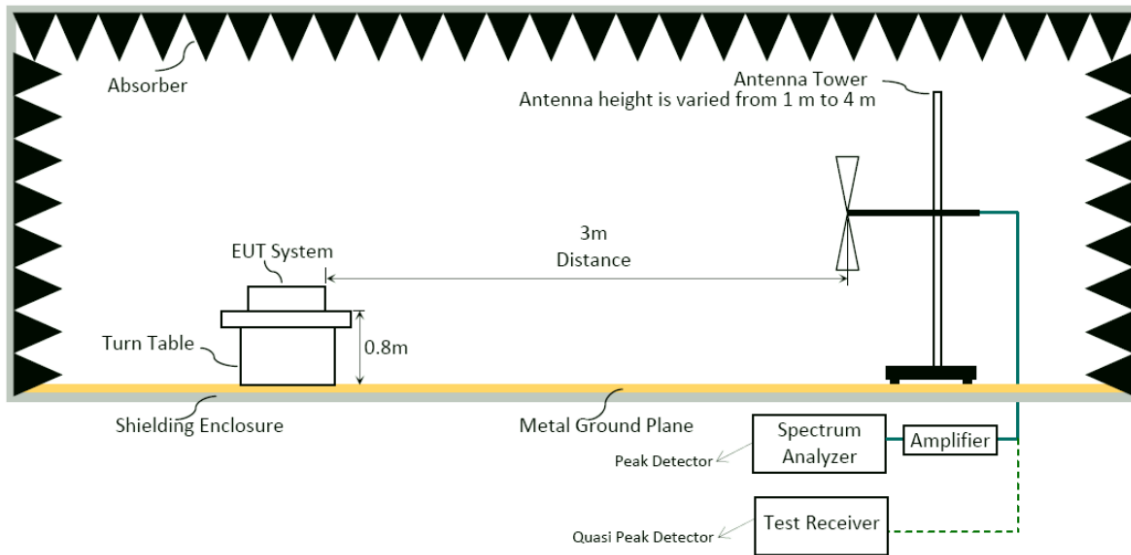 Absorber
Antenna Tower
Antenna height is varied from 1 m to 4 m
3m
Distance
EUT System
Turn Table
0.8m
Shielding Enclosure
Metal Ground Plane
Spectrum
Analyzer
Amplifier
Peak Detector
Test Receiver
Quasi Peak Detector